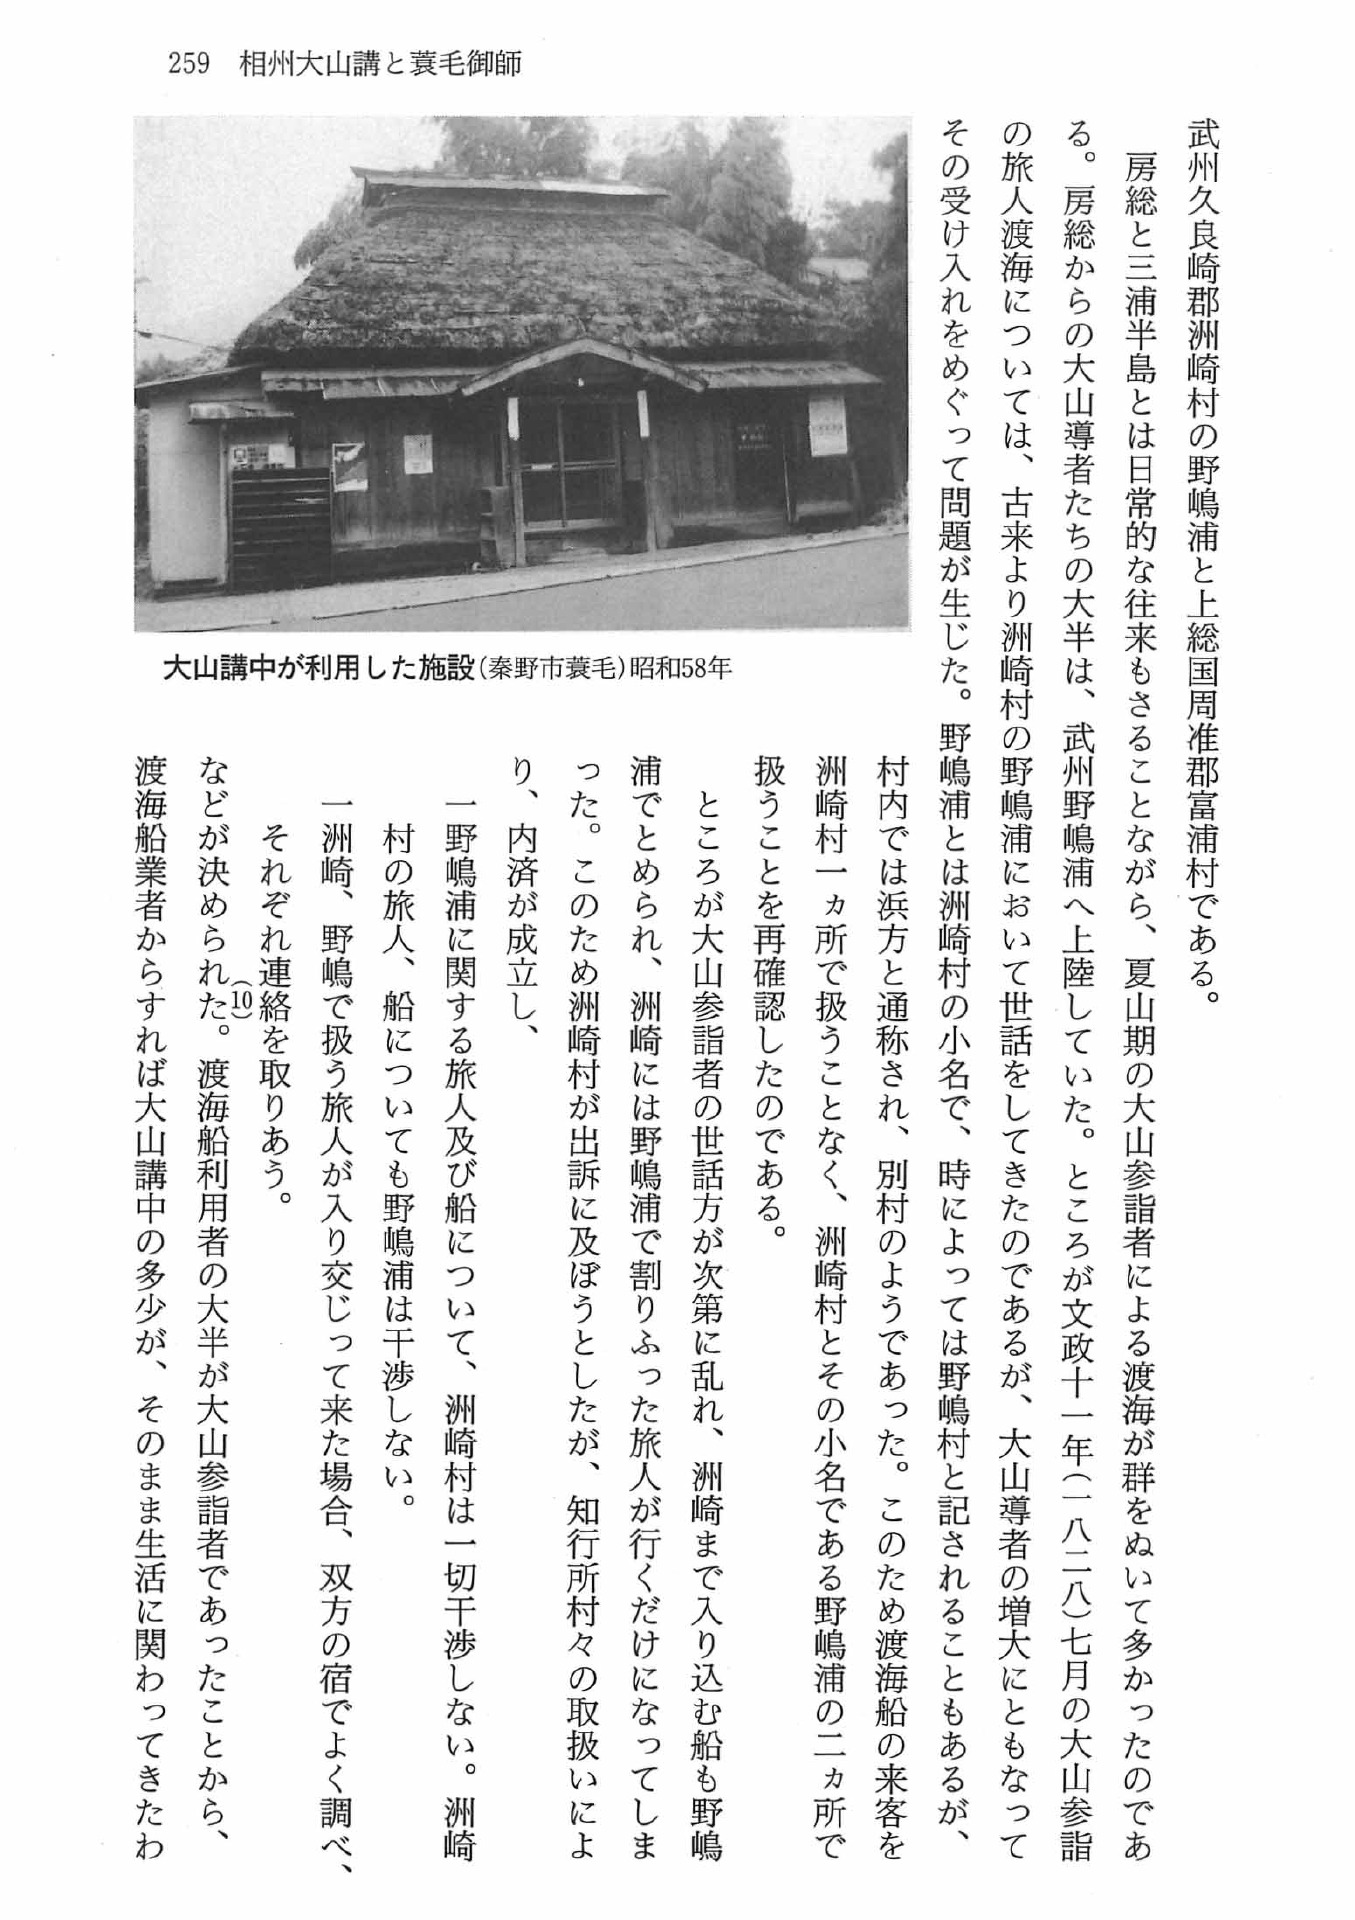 259　相州大山講と蓑毛御師
武州久良崎郡洲崎村の野嶋浦と上総国周准郡富浦村である。
房総と三浦半島とは日常的な往来もさることながら、夏山期の大山参詣者による渡海が群をぬいて多かったのであ
る。房総からの大山導者たちの大半は、武州野嶋浦へ上陸していた。ところが文政十一年（一八二八）七月の大山参詣
の旅人渡海については、古来より洲崎村の野嶋浦において世話をしてきたのであるが、大山導者の増大にともなって
その受け入れをめぐって問題が生じた。野嶋浦とは洲崎村の小名で、時によっては野嶋村と記されることもあるが、
村内では浜方と通称され、別村のようであった。このため渡海船の来客を
洲崎村一ヵ所で扱うことなく、洲崎村とその小名である野嶋浦の二ヵ所で
扱うことを再確認したのである。
ところが大山参詣者の世話方が次第に乱れ、洲崎まで入り込む船も野嶋
浦でとめられ、洲崎には野嶋浦で割りふった旅人が行くだけになってしま
った。このため洲崎村が出訴に及ぼうとしたが、知行所村々の取扱いによ
り、内済が成立し、
一野嶋浦に関する旅人及び船について、洲崎村は一切干渉しない。洲崎
村の旅人、船についても野嶋浦は干渉しない。
一洲崎、野嶋で扱う旅人が入り交じって来た場合、双方の宿でよく調べ、
それぞれ連絡を取りあう。
などが決められた(10)。渡海船利用者の大半が大山参詣者であったことから、
渡海船業者からすれば大山講中の多少が、そのまま生活に関わってきたわ
大山講中が利用した施設（秦野市蓑毛）昭和58年